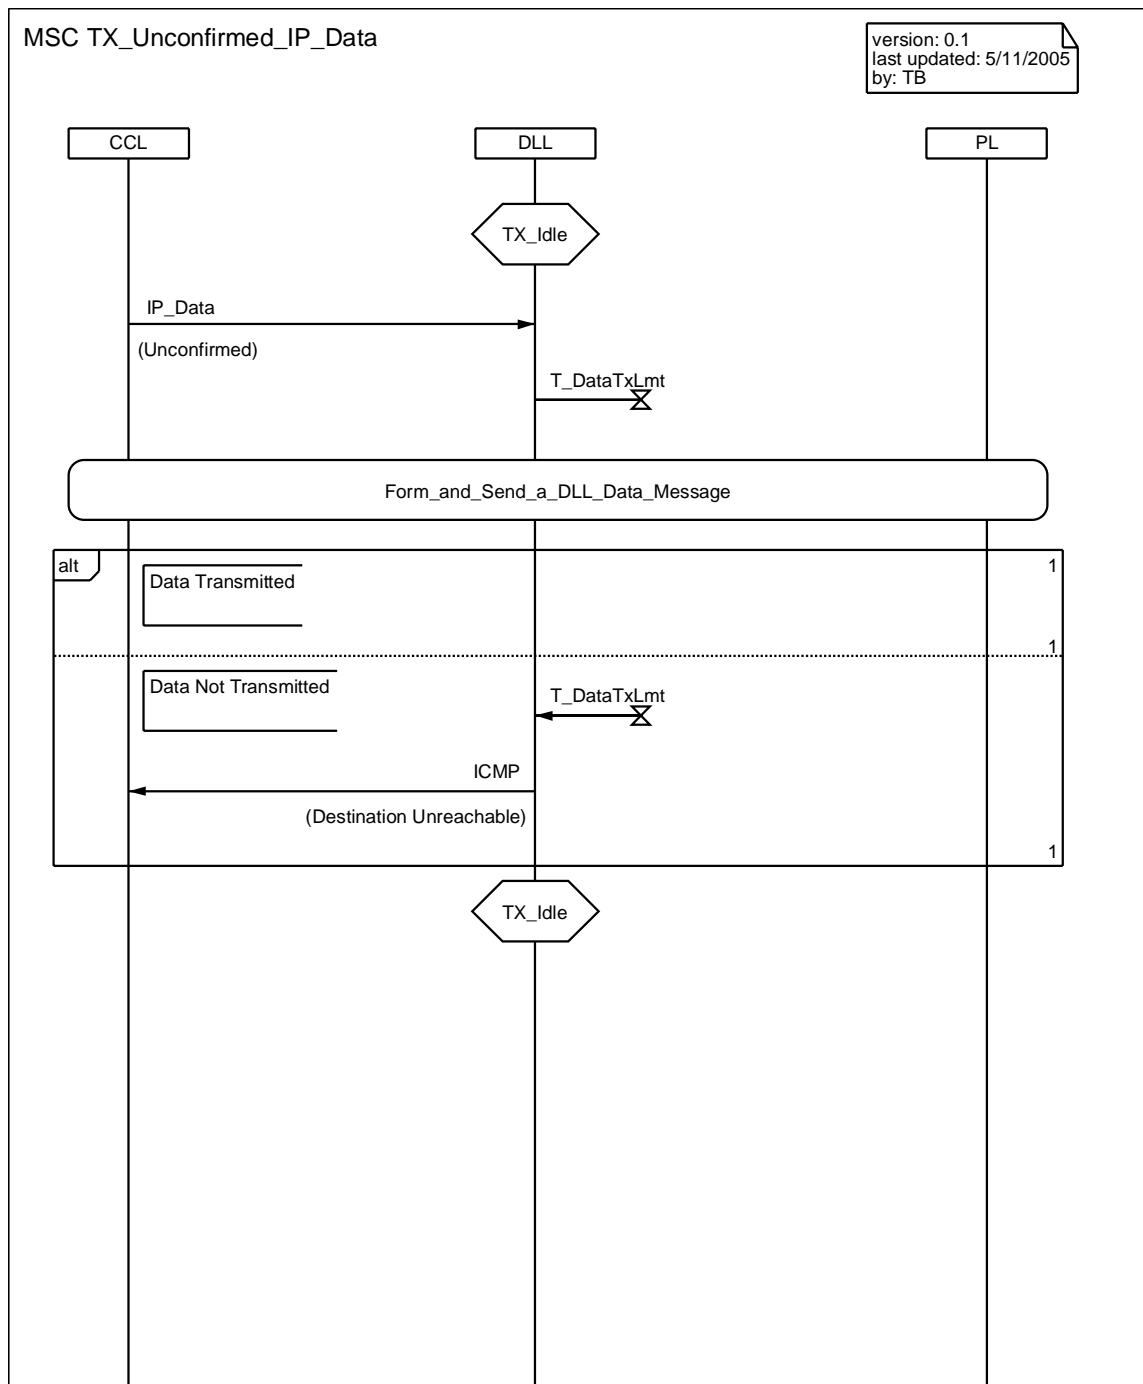 MSC TX_Unconfirmed_IP_Data
version: 0.1
last updated: 5/11/2005
by: TB
CCL
DLL
PL
TX_Idle
IP_Data
(Unconfirmed)
T_DataTxLmt
Form_and_Send_a_DLL_Data_Message
alt
1
Data Transmitted
1
Data Not Transmitted
T_DataTxLmt
ICMP
(Destination Unreachable)
1
TX_Idle